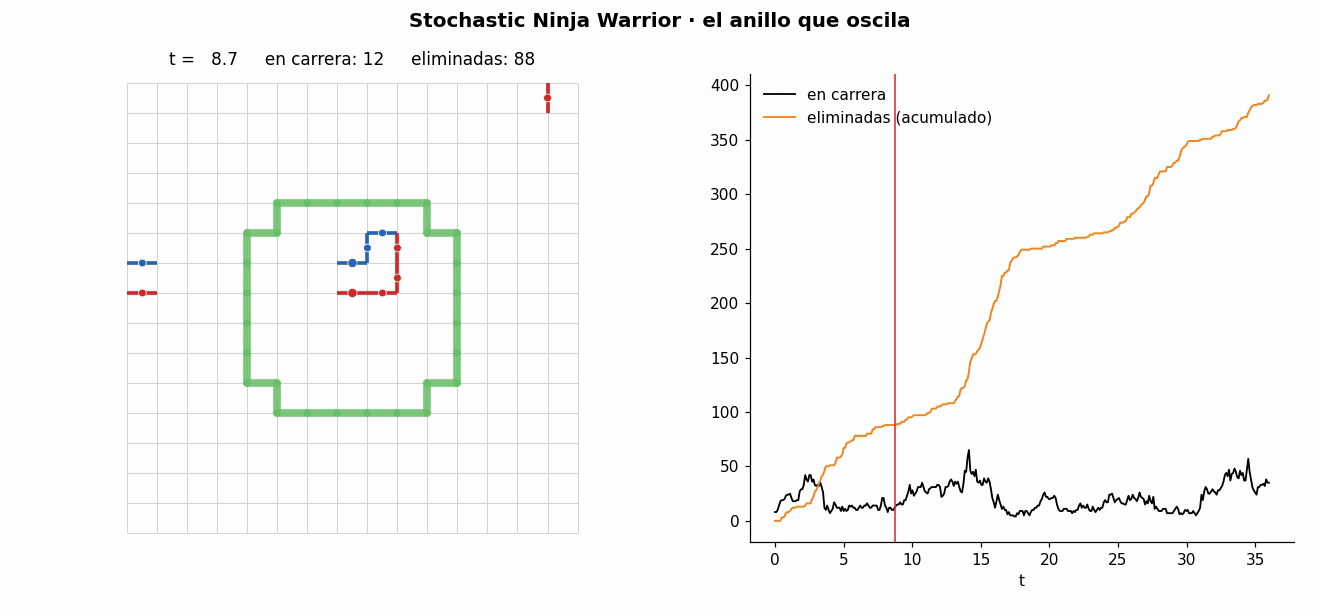 Stochastic Ninja Warrior · el anillo que oscila
t = 8.7 en carrera: 12 eliminadas: 88
en carrera
eliminadas (acumulado)
400
350
300
250
200
150
100
50
0
0 5 10 15 20 25 30 35
t